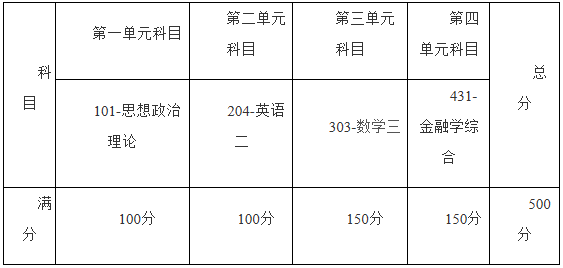 科目
第一单元科目
第二单元
科目
第三单元
科目
第四
单元科目
总分
101-思想政治
理论
204-英语
二
303-数学三
431-
金融学综
合
满
分
100分
100分
150分
150分
500
分